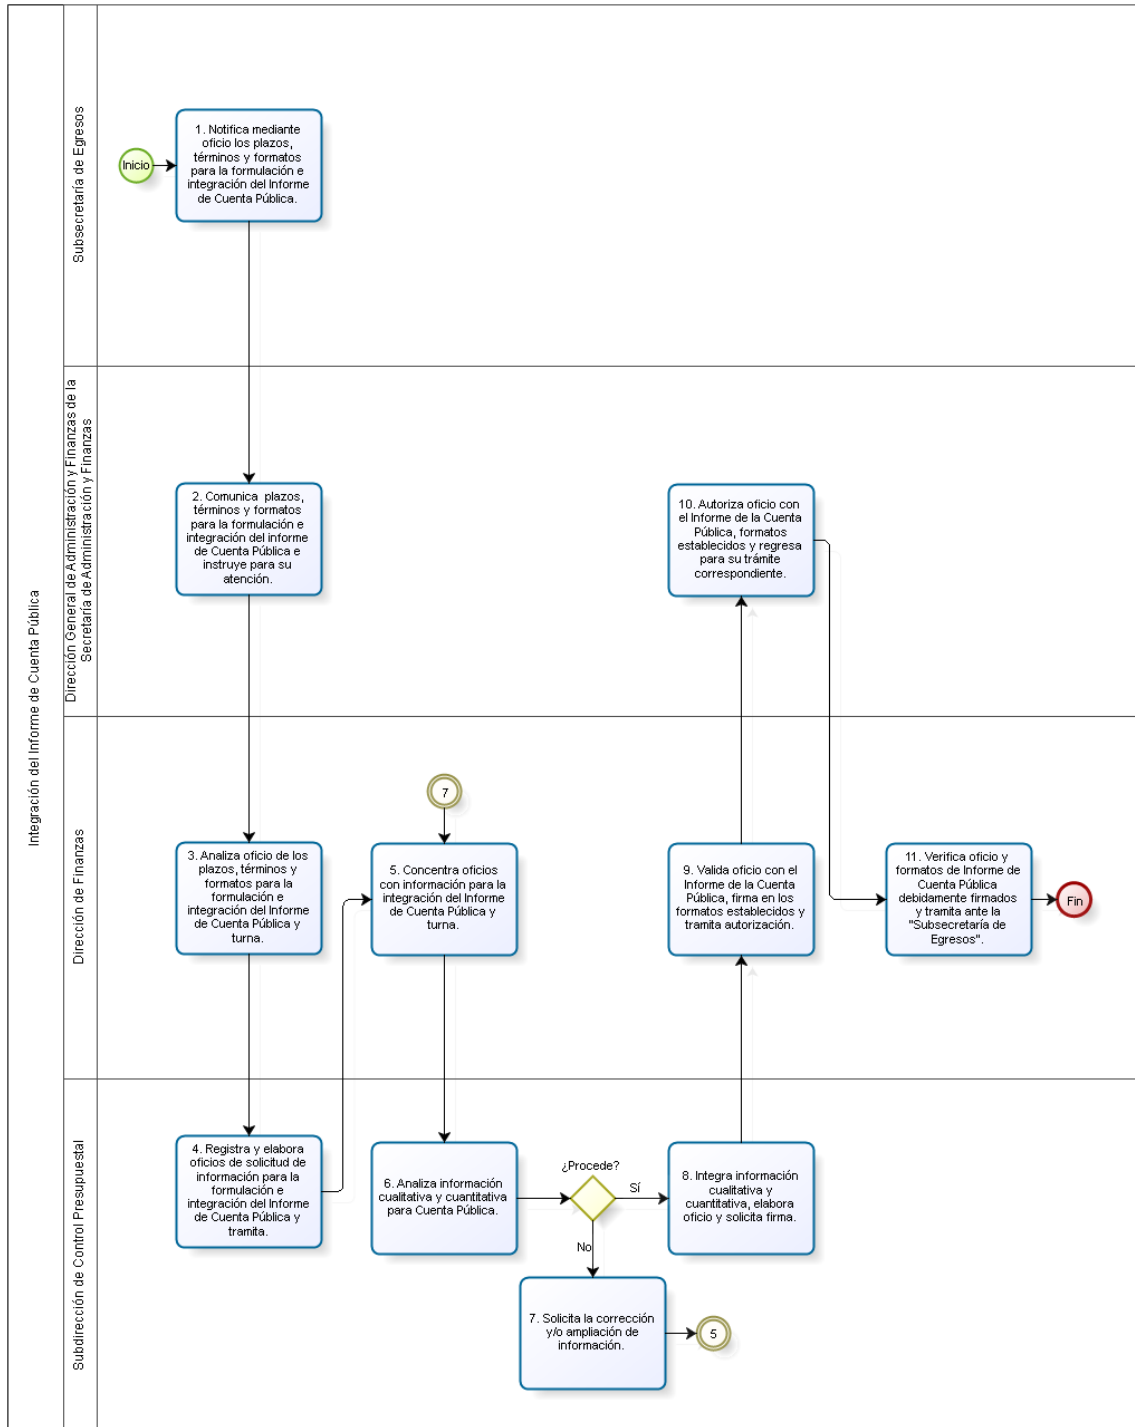 Integración del Informe de Cuenta Pública
Subsecretaría de Egresos
Inicio
1. Notifica mediante
oficio los plazos,
términos y formatos
para la formulación e
integración del Informe
de Cuenta Pública.
Dirección General de Administración y Finanzas de la
Secretaría de Administración y Finanzas
2. Comunica plazos,
términos y formatos
para la formulación e
integración del informe
de Cuenta Pública e
instruye para su
atención.
10. Autoriza oficio con
el Informe de la Cuenta
Pública, formatos
establecidos y regresa
para su trámite
correspondiente.
Dirección de Finanzas
7
3. Analiza oficio de los
plazos, términos y
formatos para la
formulación e
integración del Informe
de Cuenta Pública y
turna.
5. Concentra oficios
con información para la
integración del Informe
de Cuenta Pública y
turna.
9. Valida oficio con el
Informe de la Cuenta
Pública, firma en los
formatos establecidos y
tramita autorización.
11. Verifica oficio y
formatos de Informe de
Cuenta Pública
debidamente firmados
y tramita ante la
"Subsecretaría de
Egresos".
Fin
Subdirección de Control Presupuestal
4. Registra y elabora
oficios de solicitud de
información para la
formulación e
integración del Informe
de Cuenta Pública y
tramita.
6. Analiza información
cualitativa y cuantitativa
para Cuenta Pública.
¿Procede?
Sí
No
8. Integra información
cualitativa y
cuantitativa, elabora
oficio y solicita firma.
7. Solicita la corrección
y/o ampliación de
información.
5